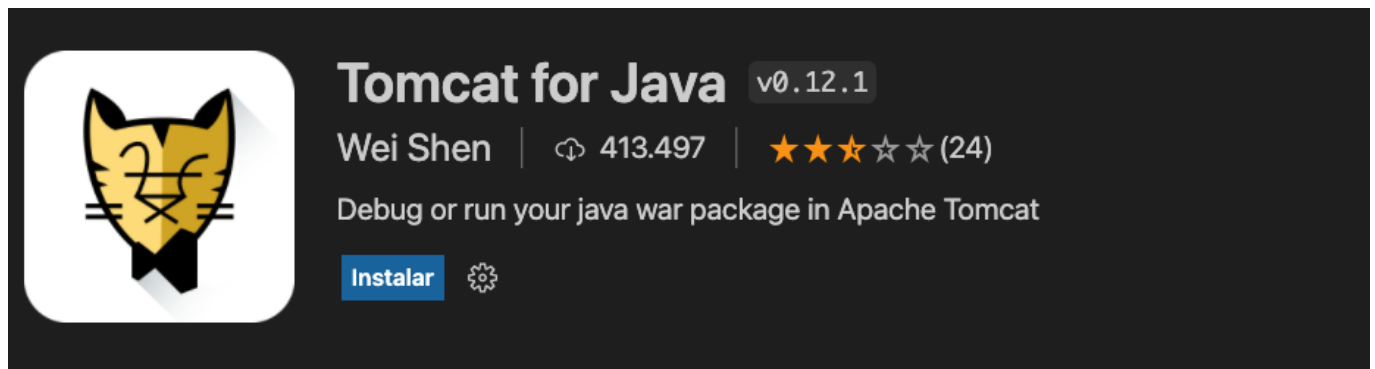 Tomcat for Java v0.12.1
Wei Shen 413.497 (24)
Debug or run your java war package in Apache Tomcat
Instalar